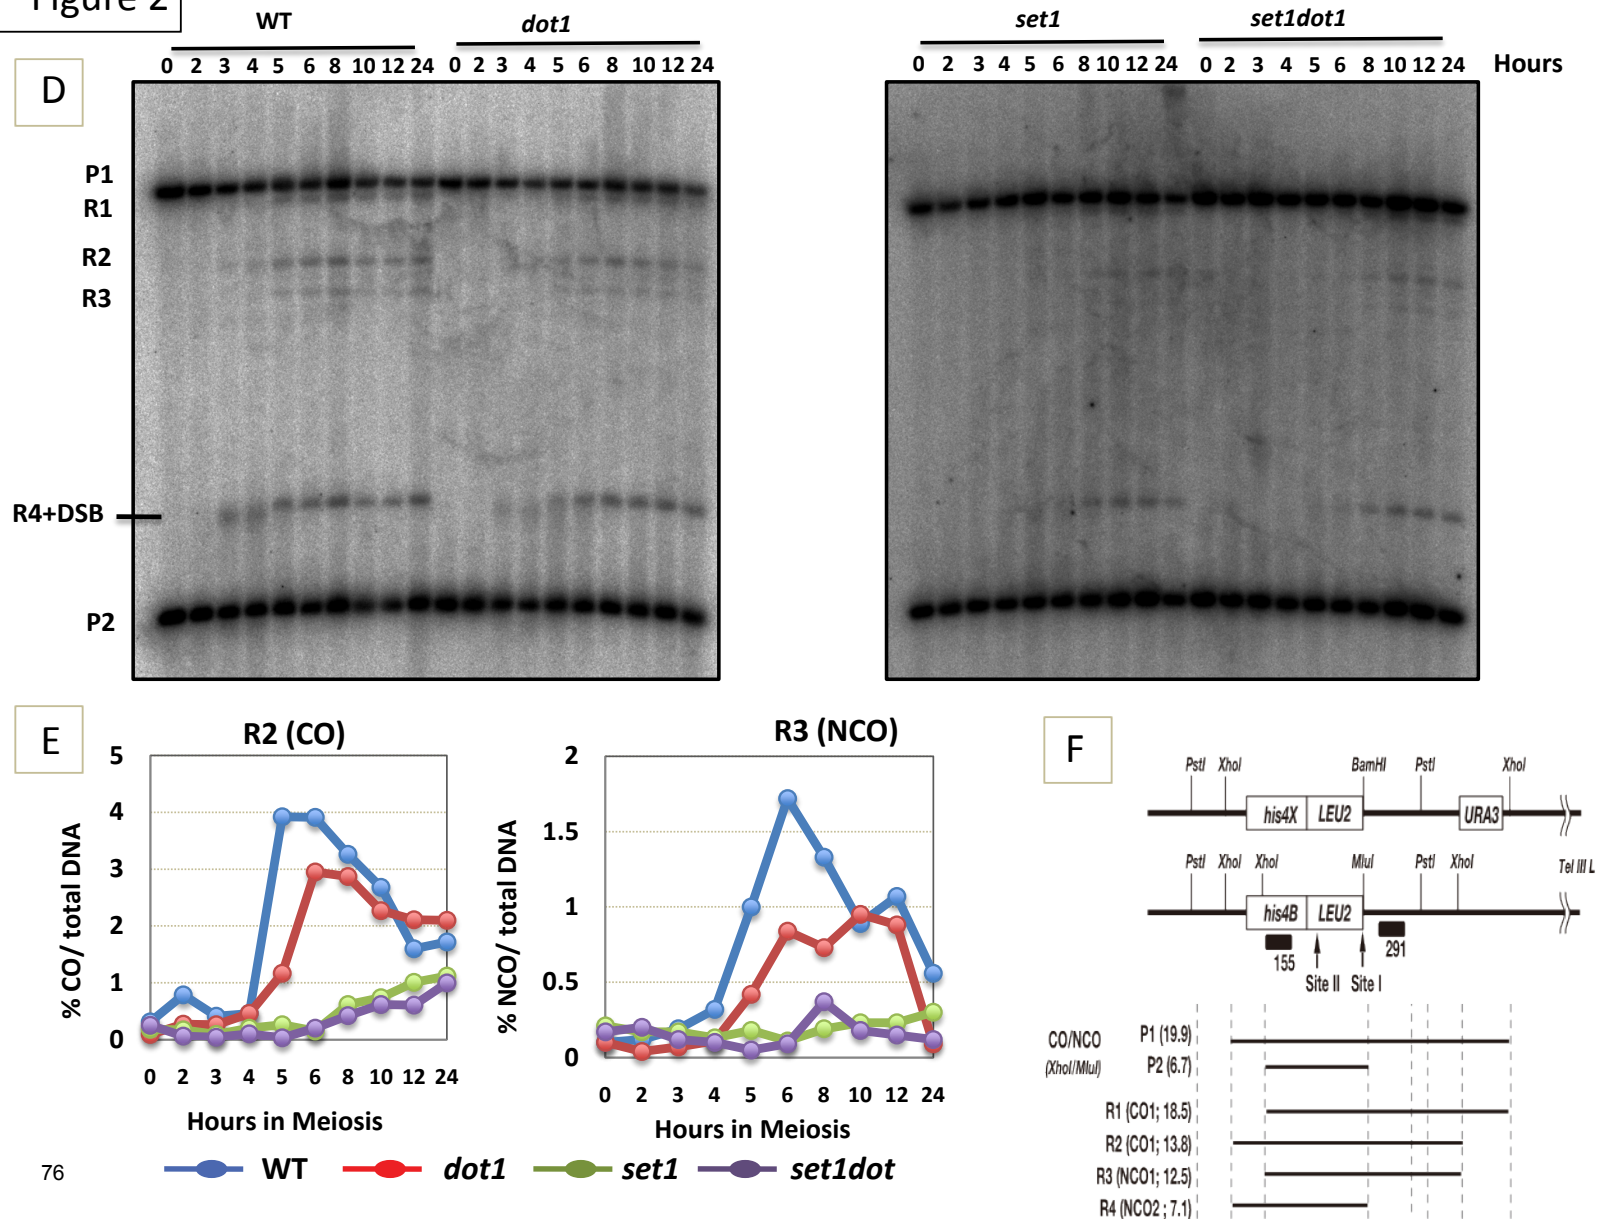 Figure 2
WT
dot1
set1
set1dot1
0 2 3 4 5 6 8 10 12 24 0 2 3 4 5 6 8 10 12 24
0 2 3 4 5 6 8 10 12 24 0 2 3 4 5 6 8 10 12 24 Hours
D
P1
R1
R2
R3
R4+DSB
P2
E
R2 (CO)
% CO/ total DNA
5
4
3
2
1
0
0 2 3 4 5 6 8 10 12 24
Hours in Meiosis
R3 (NCO)
% NCO/ total DNA
2
1.5
1
0.5
0
0 2 3 4 5 6 8 10 12 24
Hours in Meiosis
WT dot1 set1 set1dot
76
F
PstI XhoI BamHI PstI XhoI
his4X LEU2 URA3
PstI XhoI XhoI MluI PstI XhoI Tel III L
his4B LEU2
155 291
Site II Site I
CO/NCO
(XhoI/MluI)
P1 (19.9)
P2 (6.7)
R1 (CO1; 18.5)
R2 (CO1; 13.8)
R3 (NCO1; 12.5)
R4 (NCO2 ; 7.1)